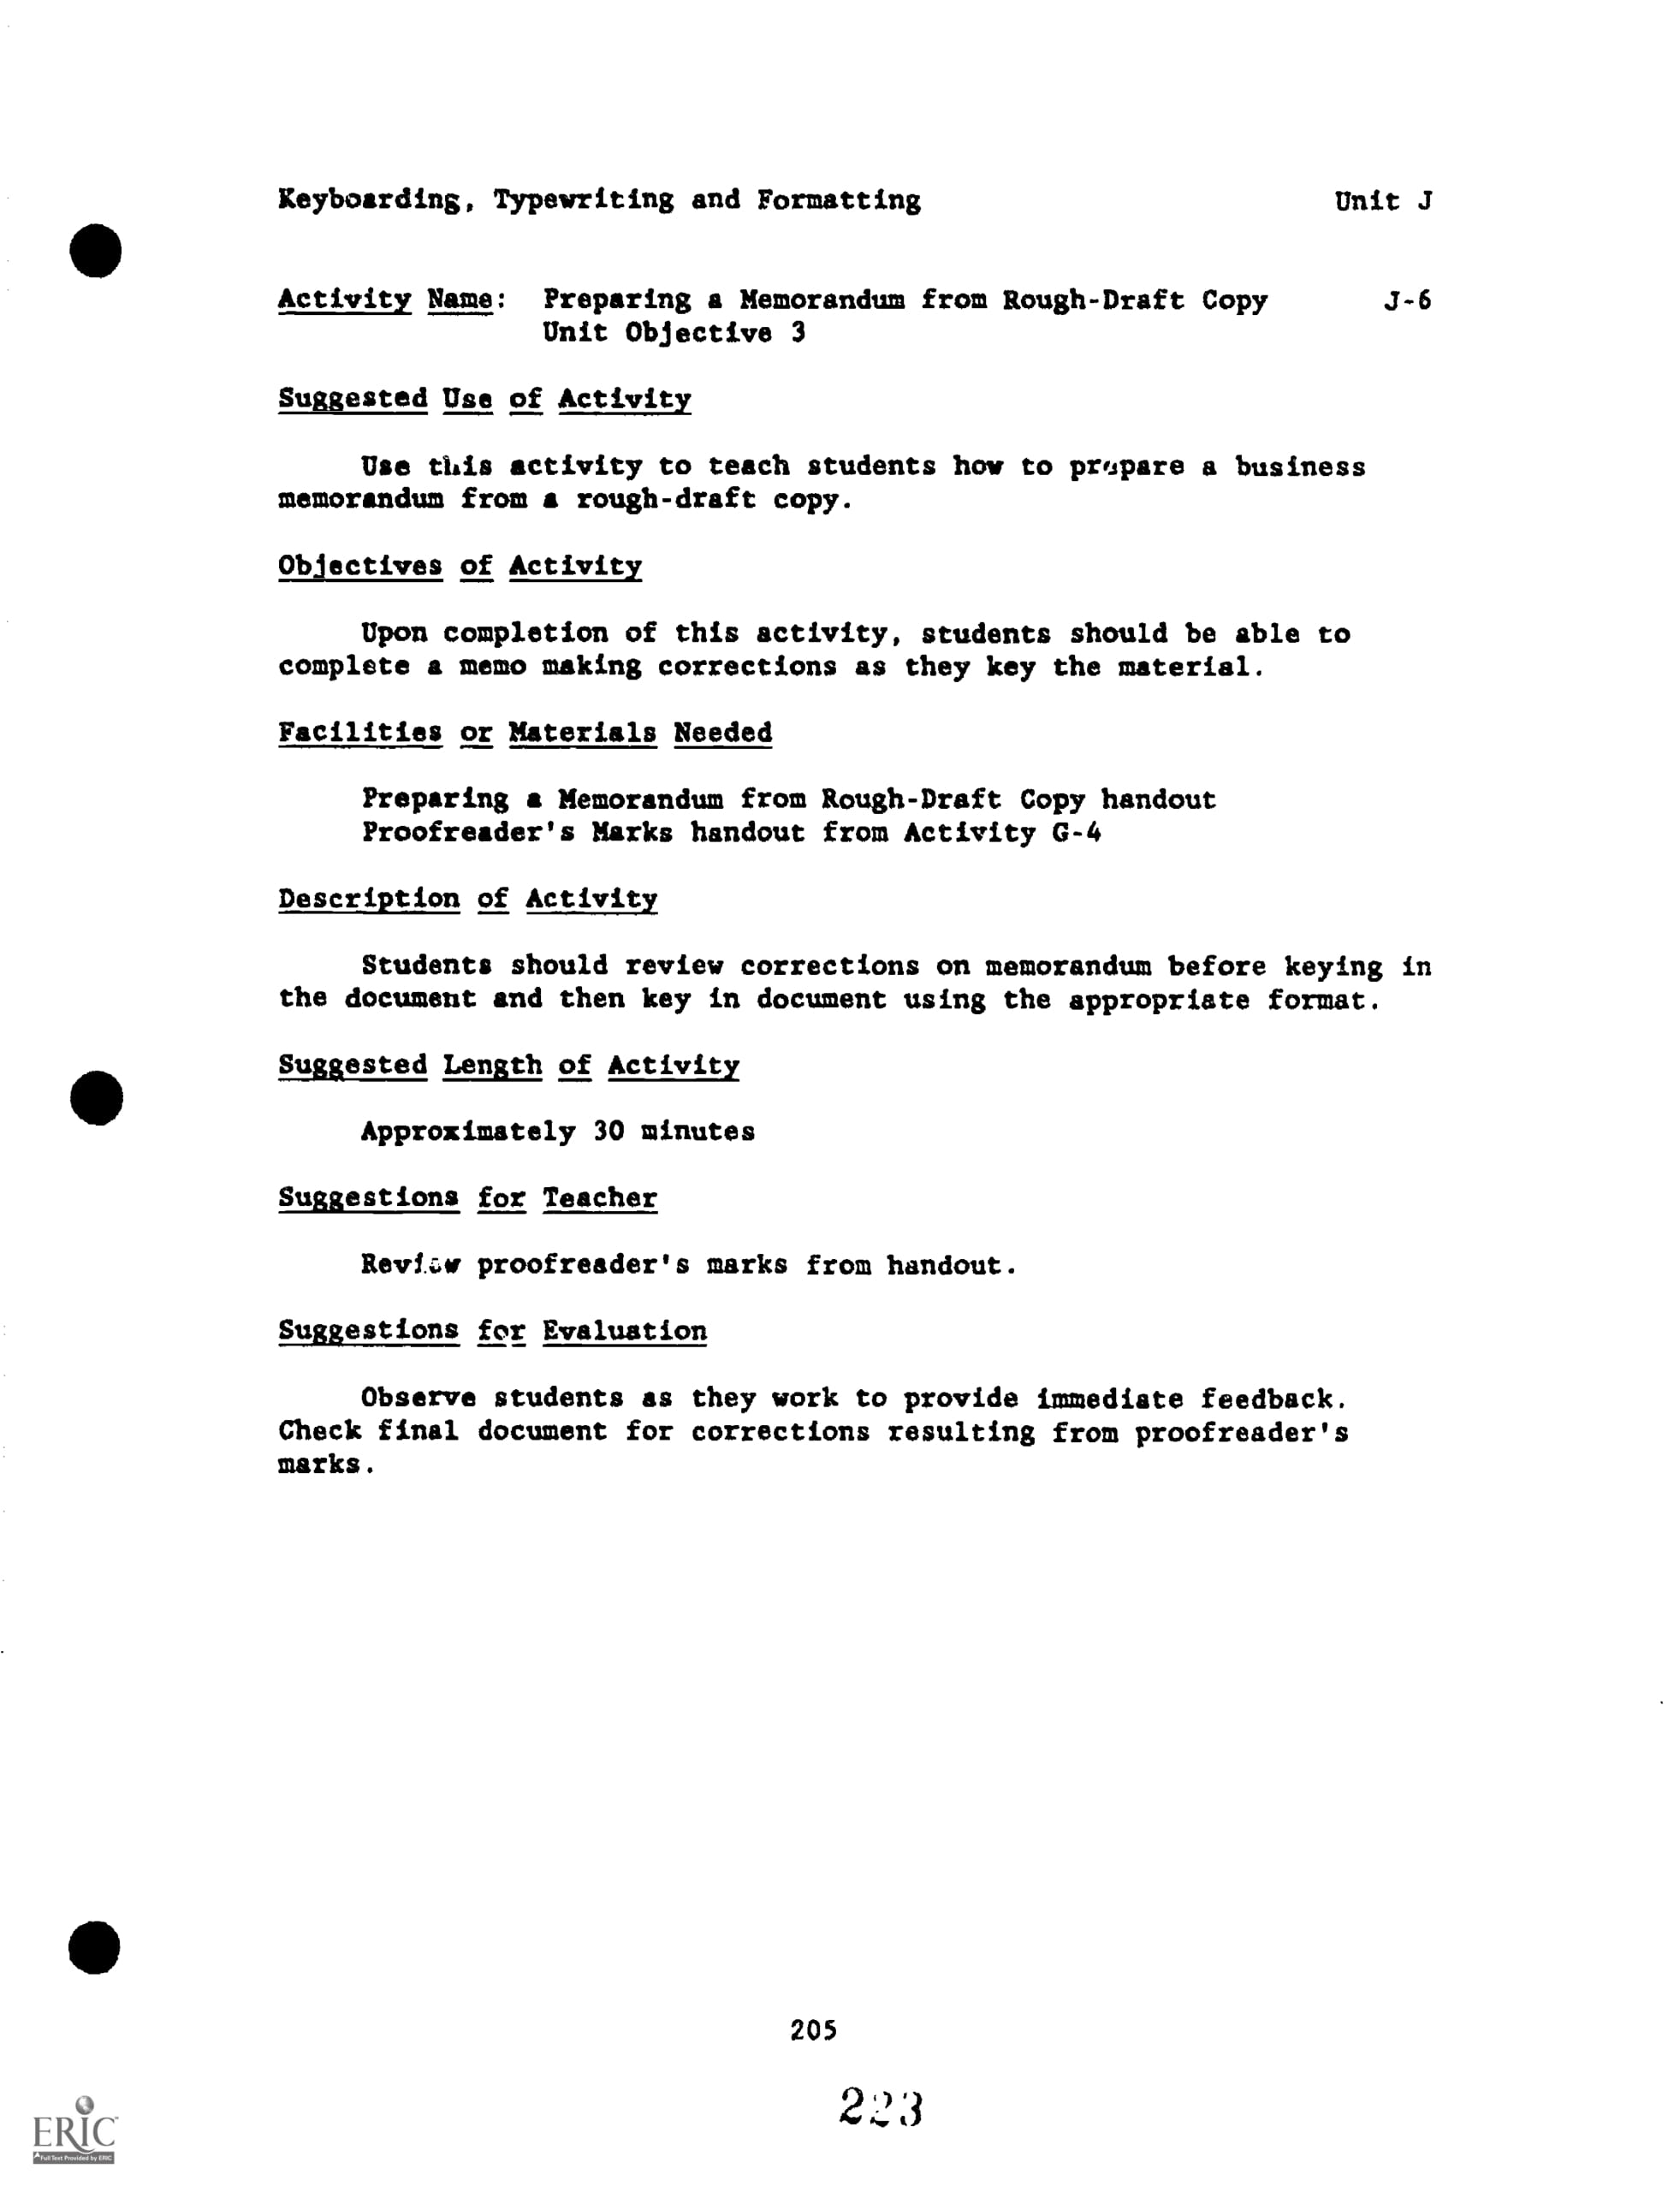 Keyboarding, Typewriting and Formatting Unit J
Activity Name: Preparing a Memorandum from Rough-Draft Copy J-6
Unit Objective 3
Suggested Use of Activity
Use this activity to teach students how to prepare a business
memorandum from a rough-draft copy.
Objectives of Activity
Upon completion of this activity, students should be able to
complete a memo making corrections as they key the material.
Facilities or Materials Needed
Preparing a Memorandum from Rough-Draft Copy handout
Proofreader's Marks handout from Activity G-4
Description of Activity
Students should review corrections on memorandum before keying in
the document and then key in document using the appropriate format.
Suggested Length of Activity
Approximately 30 minutes
Suggestions for Teacher
Review proofreader's marks from handout.
Suggestions for Evaluation
Observe students as they work to provide immediate feedback.
Check final document for corrections resulting from proofreader's
marks.
205
223
ERIC
Full Text Provided by ERIC